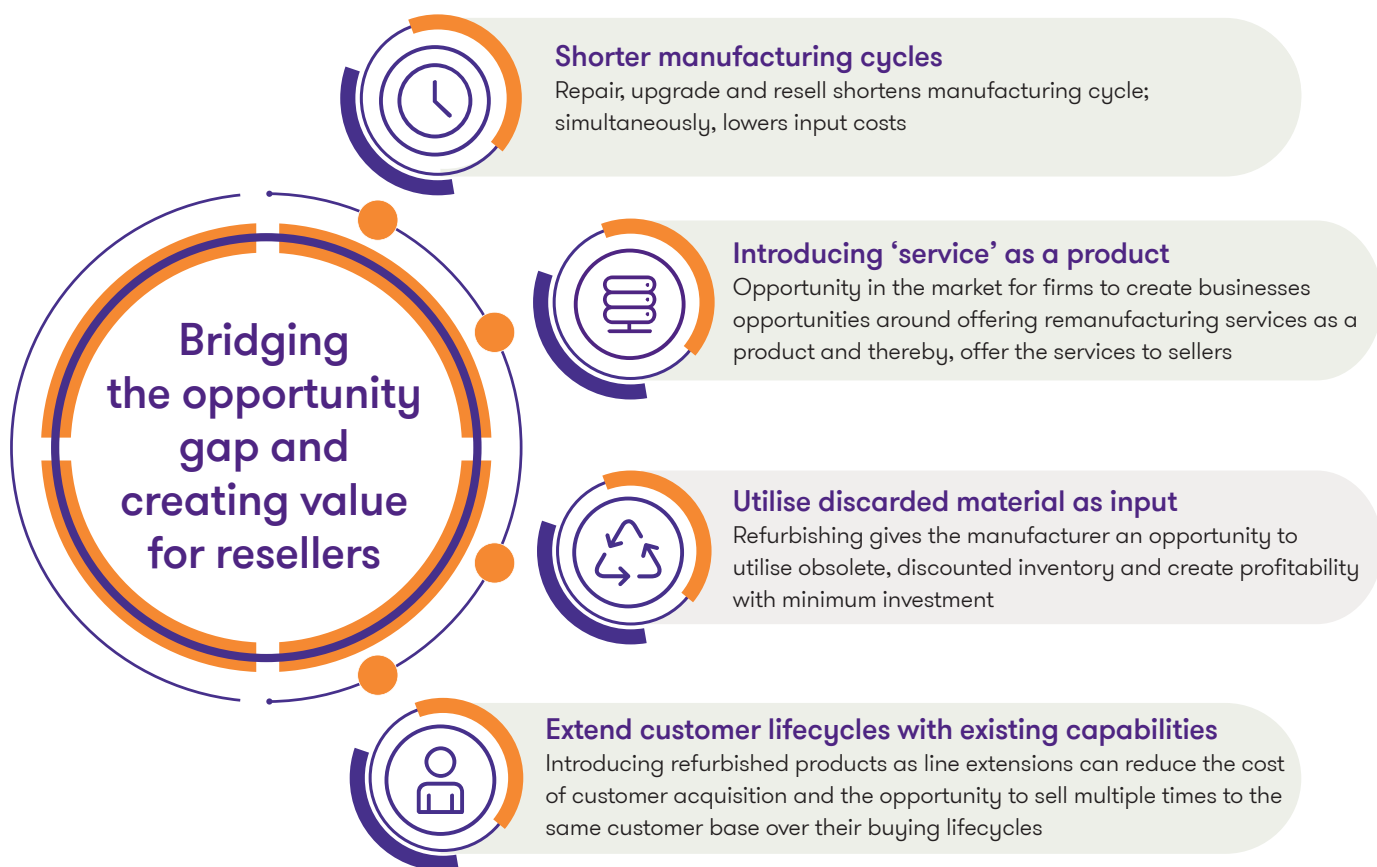 Shorter manufacturing cycles
Repair, upgrade and resell shortens manufacturing cycle;
simultaneously, lowers input costs
Bridging
the opportunity
gap and
creating value
for resellers
Introducing ‘service’ as a product
Opportunity in the market for firms to create businesses
opportunities around offering remanufacturing services as a
product and thereby, offer the services to sellers
Utilise discarded material as input
Refurbishing gives the manufacturer an opportunity to
utilise obsolete, discounted inventory and create profitability
with minimum investment
Extend customer lifecycles with existing capabilities
Introducing refurbished products as line extensions can reduce the cost
of customer acquisition and the opportunity to sell multiple times to the
same customer base over their buying lifecycles